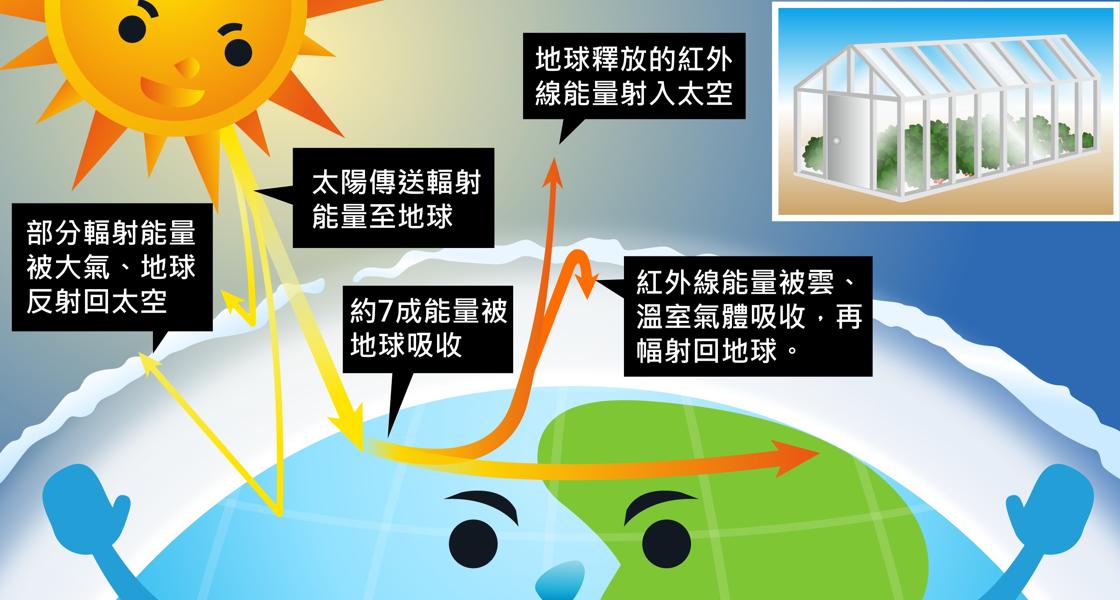 地球釋放的紅外
線能量射入太空
太陽傳送輻射
能量至地球
部分輻射能量
被大氣、地球
反射回太空
約7成能量被
地球吸收
紅外線能量被雲、
溫室氣體吸收，再
幅射回地球。